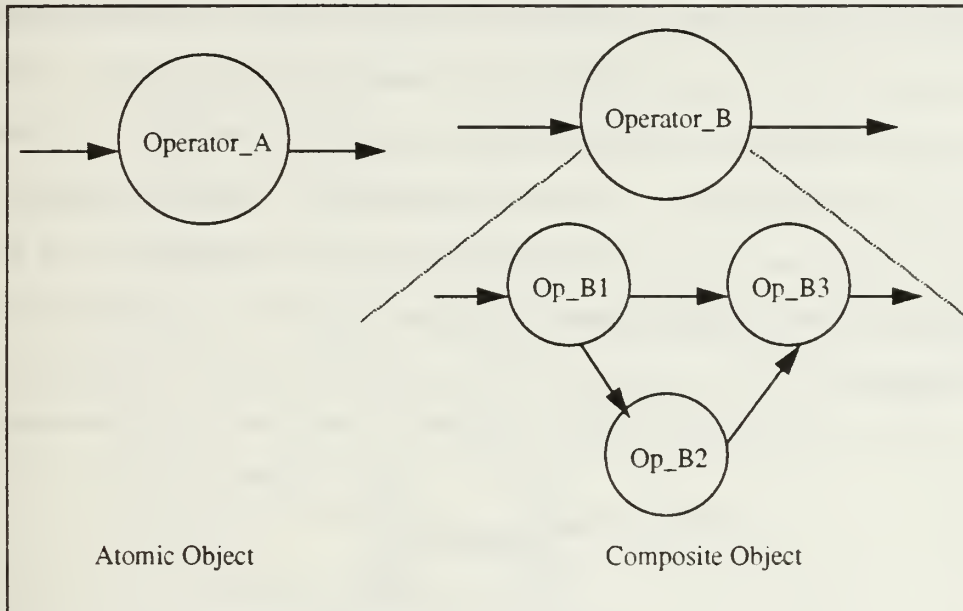 Operator_A
Operator_B
Op_B1
Op_B3
Op_B2
Atomic Object
Composite Object